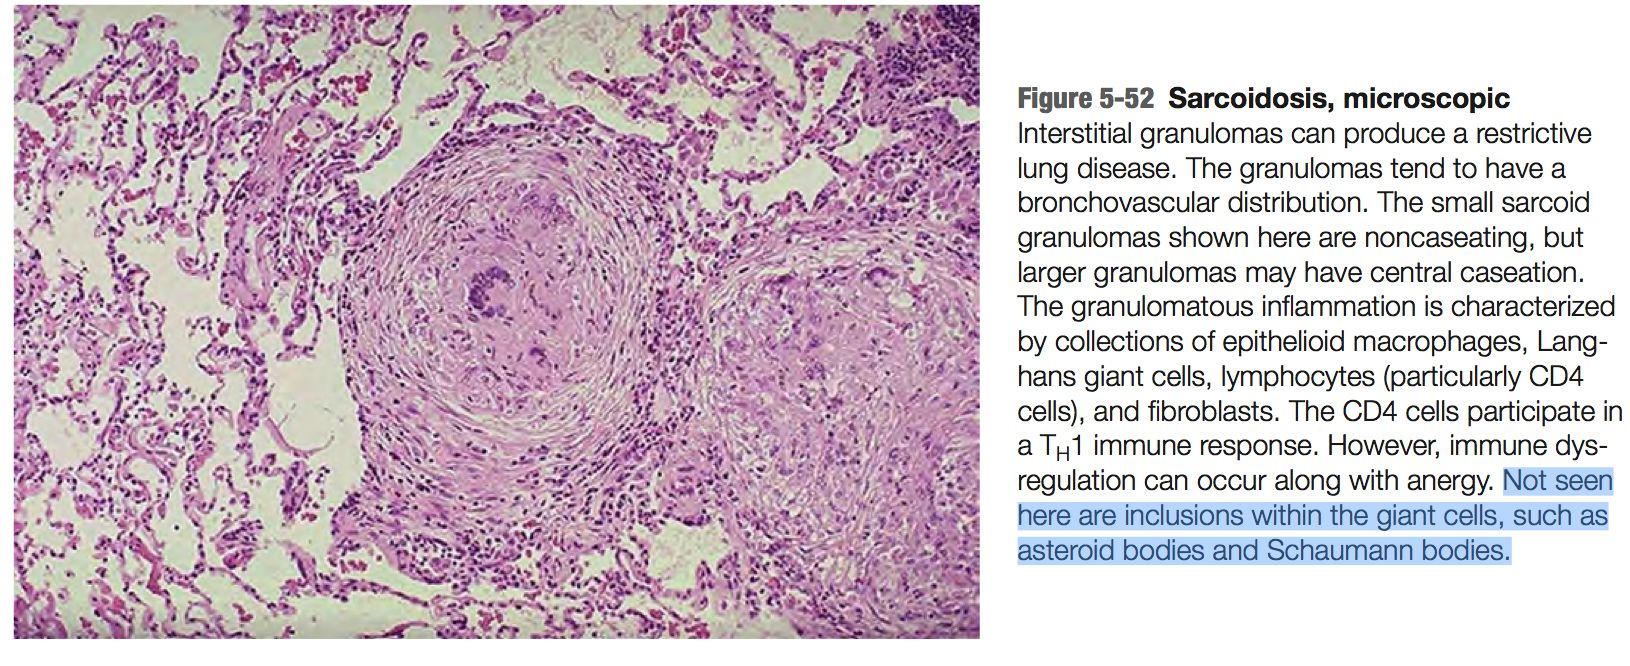 Figure 5-52 Sarcoidosis, microscopic
Interstitial granulomas can produce a restrictive
lung disease. The granulomas tend to have a
bronchovascular distribution. The small sarcoid
granulomas shown here are noncaseating, but
larger granulomas may have central caseation.
The granulomatous inflammation is characterized
by collections of epithelioid macrophages, Lang-
hans giant cells, lymphocytes (particularly CD4
cells), and fibroblasts. The CD4 cells participate in
a TH1 immune response. However, immune dys-
regulation can occur along with anergy. Not seen
here are inclusions within the giant cells, such as
asteroid bodies and Schaumann bodies.